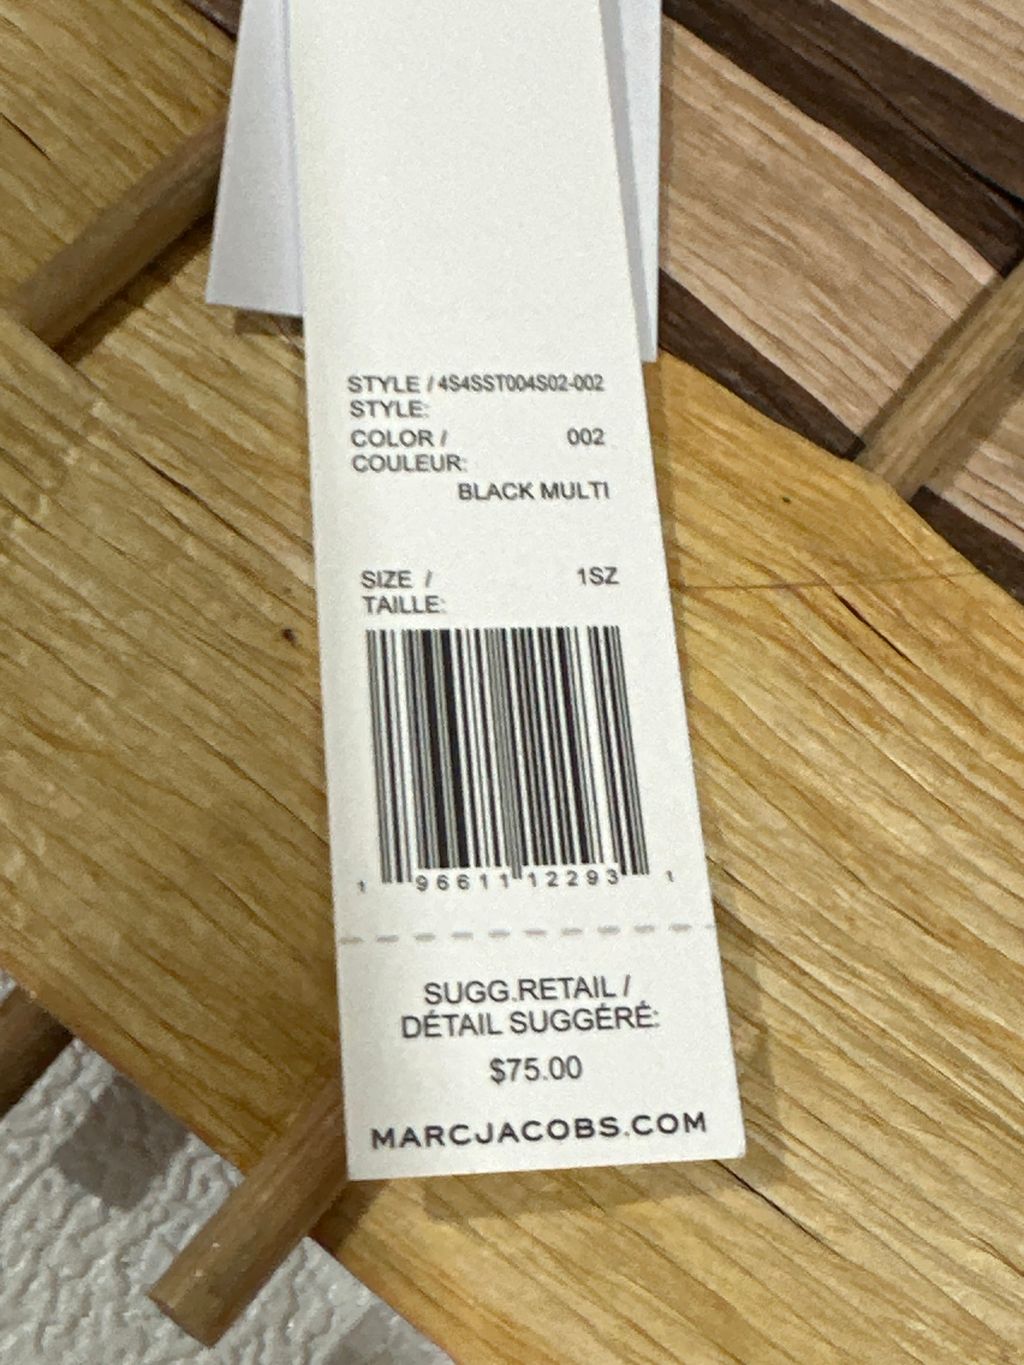 STYLE / 4S4SST004S02-002
STYLE:
COLOR / 002
COULEUR:
BLACK MULTI
SIZE / 1SZ
TAILLE:
1 96611 12293 1
SUGG.RETAIL /
DÉTAIL SUGGÉRÉ:
$75.00
MARCJACOBS.COM